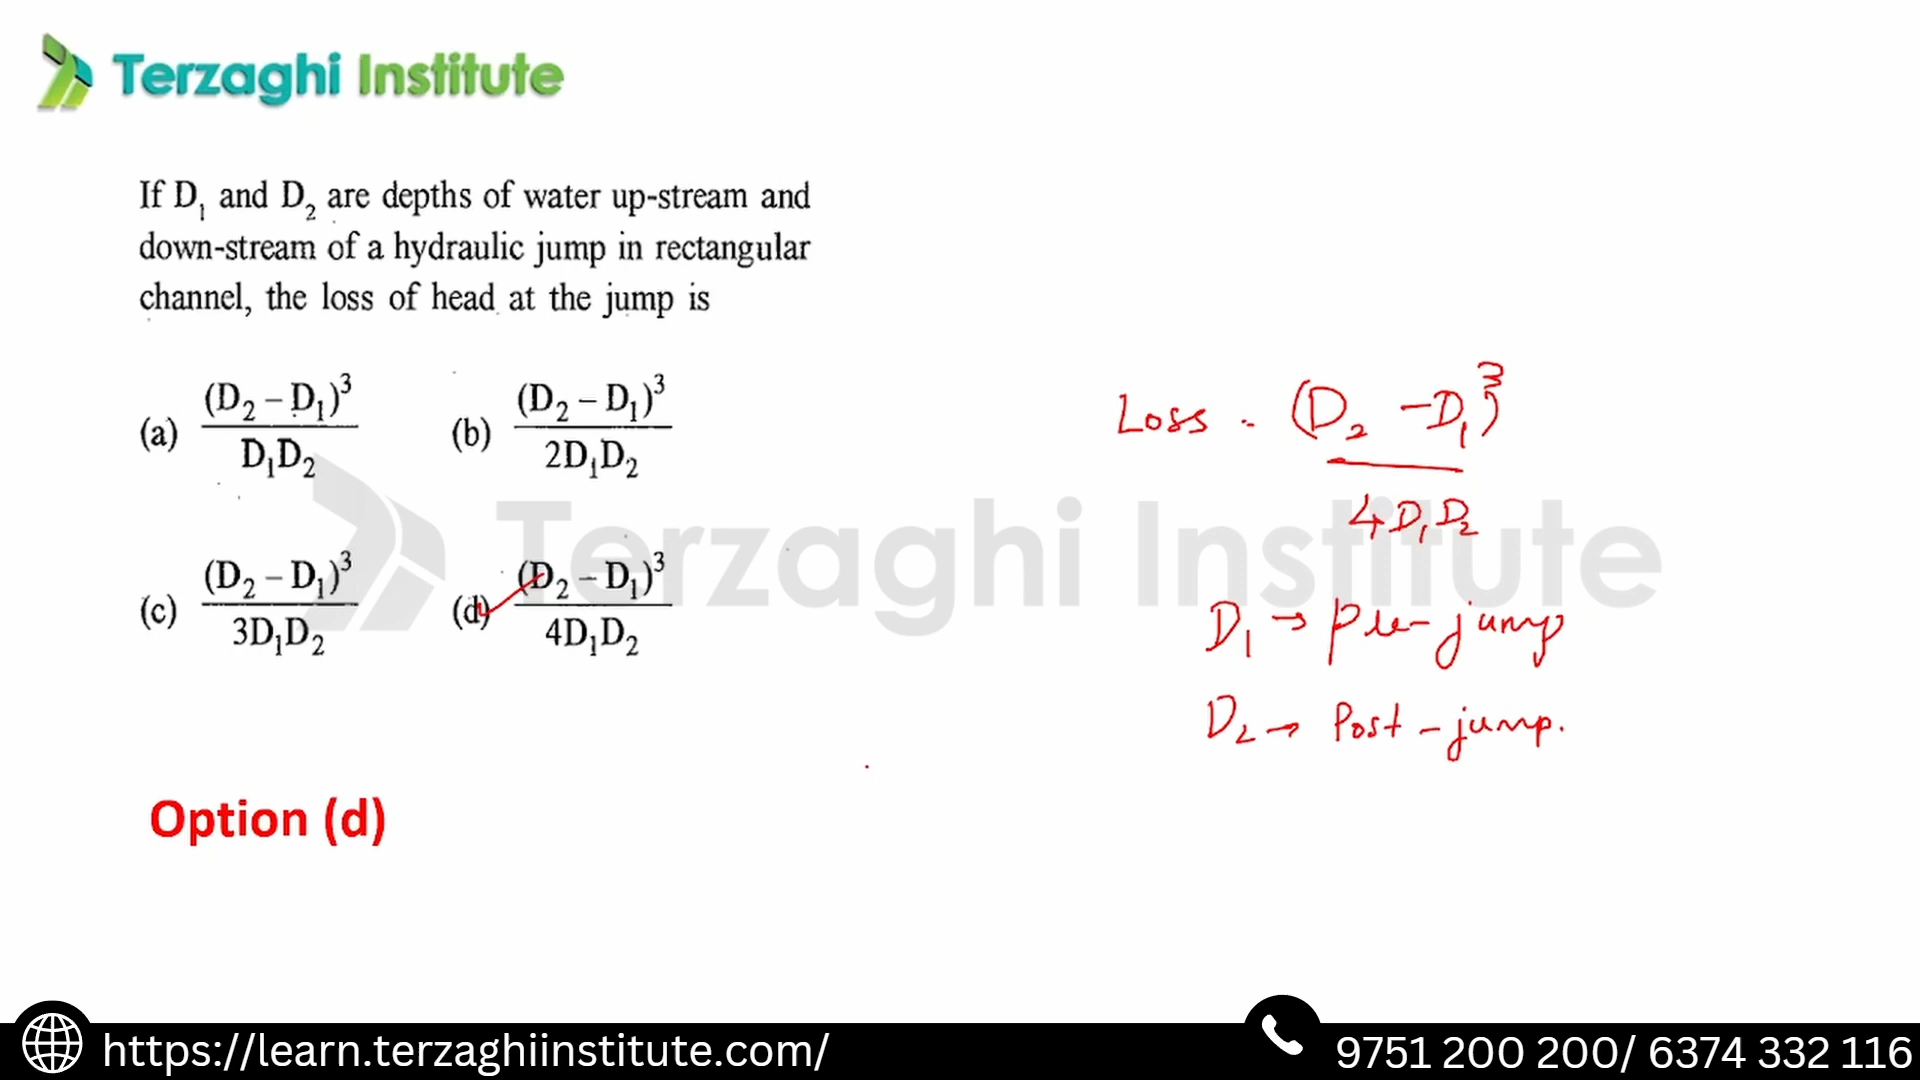 Terzaghi Institute
If D₁ and D₂ are depths of water up-stream and
down-stream of a hydraulic jump in rectangular
channel, the loss of head at the jump is
(a) (D₂ – D₁)³ / D₁D₂ (b) (D₂ – D₁)³ / 2D₁D₂
(c) (D₂ – D₁)³ / 3D₁D₂ (d) (D₂ – D₁)³ / 4D₁D₂
Option (d)
Loss = (D₂ – D₁)³
4D₁D₂
D₁ → Pre-jump
D₂ → Post-jump.
Terzaghi Institute
https://learn.terzaghiinstitute.com/
9751 200 200/ 6374 332 116